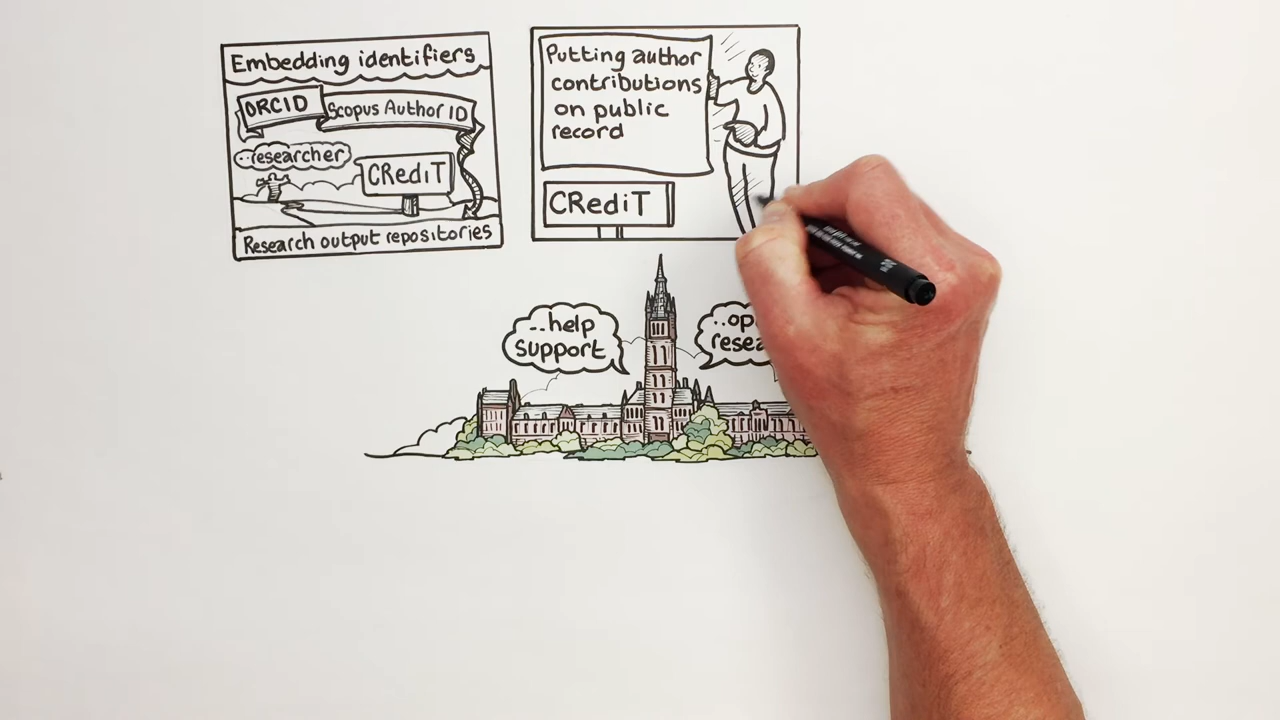 Embedding identifiers
ORCID
Scopus Author ID
..researcher
CRediT
Research output repositories
Putting author
contributions
on public
record
CRediT
..help
support